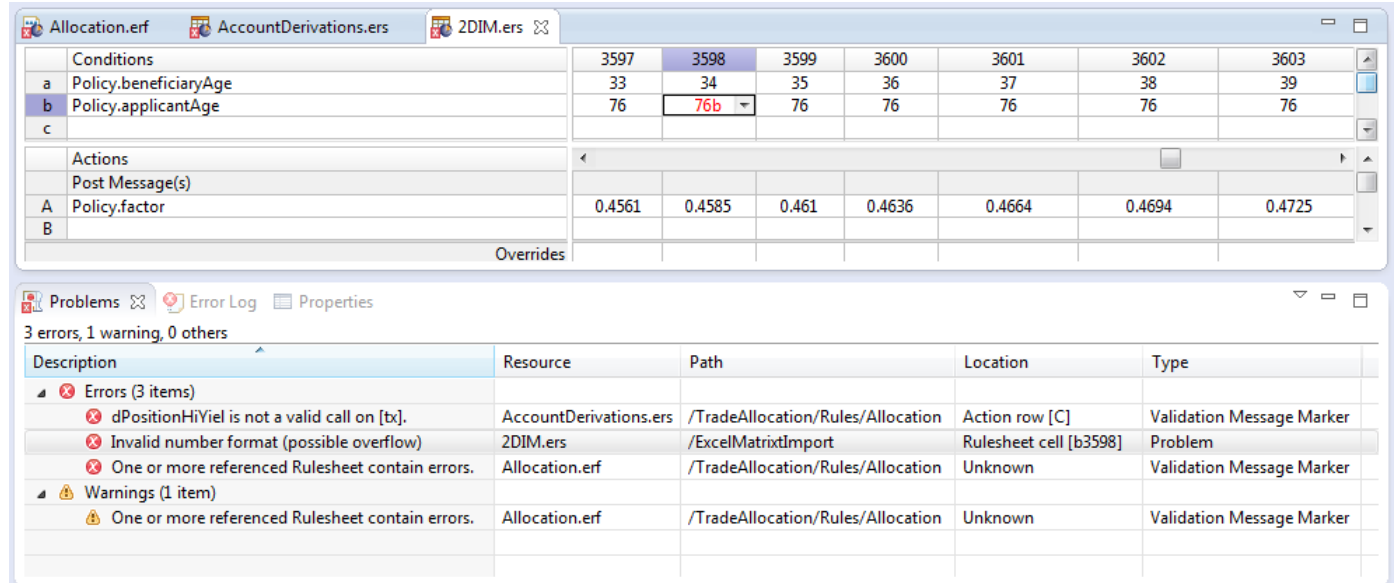 Allocation.erf AccountDerivations.ers 2DIM.ers
Conditions 3597 3598 3599 3600 3601 3602 3603
a Policy.beneficiaryAge 33 34 35 36 37 38 39
b Policy.applicantAge 76 76b 76 76 76 76 76
c
Actions
Post Message(s)
A Policy.factor 0.4561 0.4585 0.461 0.4636 0.4664 0.4694 0.4725
B
Overrides
Problems Error Log Properties
3 errors, 1 warning, 0 others
Description Resource Path Location Type
Errors (3 items)
dPositionHiYiel is not a valid call on [tx]. AccountDerivations.ers /TradeAllocation/Rules/Allocation Action row [C] Validation Message Marker
Invalid number format (possible overflow) 2DIM.ers /ExcelMatrixtImport Rulesheet cell [b3598] Problem
One or more referenced Rulesheet contain errors. Allocation.erf /TradeAllocation/Rules/Allocation Unknown Validation Message Marker
Warnings (1 item)
One or more referenced Rulesheet contain errors. Allocation.erf /TradeAllocation/Rules/Allocation Unknown Validation Message Marker